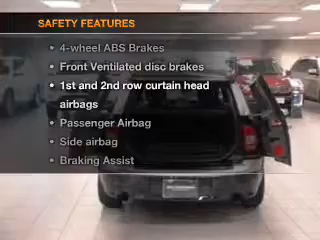 SAFETY FEATURES
• 4-wheel ABS Brakes
• Front Ventilated disc brakes
• 1st and 2nd row curtain head
airbags
• Passenger Airbag
• Side airbag
• Braking Assist